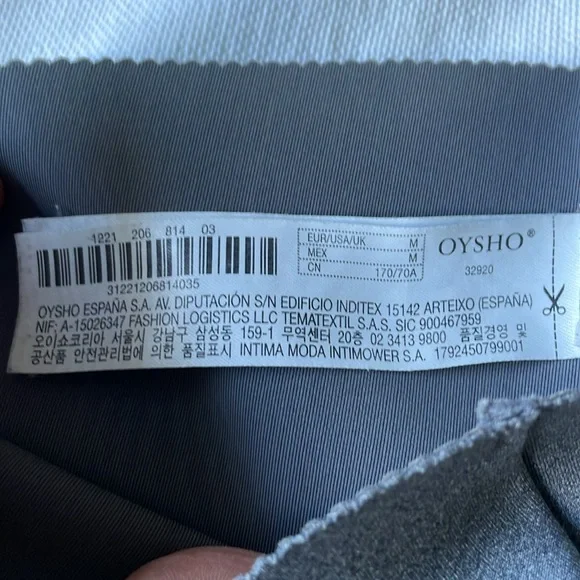 1221 206 814 03
31221206814035
EUR/USA/UK M
MEX M
CN 170/70A
OYSHO®
32920
OYSHO ESPAÑA S.A. AV. DIPUTACIÓN S/N EDIFICIO INDITEX 15142 ARTEIXO (ESPAÑA)
NIF: A-15026347 FASHION LOGISTICS LLC TEMATEXTIL S.A.S. SIC 900467959
오이쇼코리아 서울시 강남구 삼성동 159-1 무역센터 20층 02 3413 9800 품질경영 및
공산품 안전관리법에 의한 품질표시 INTIMA MODA INTIMOWER S.A. 1792450799001